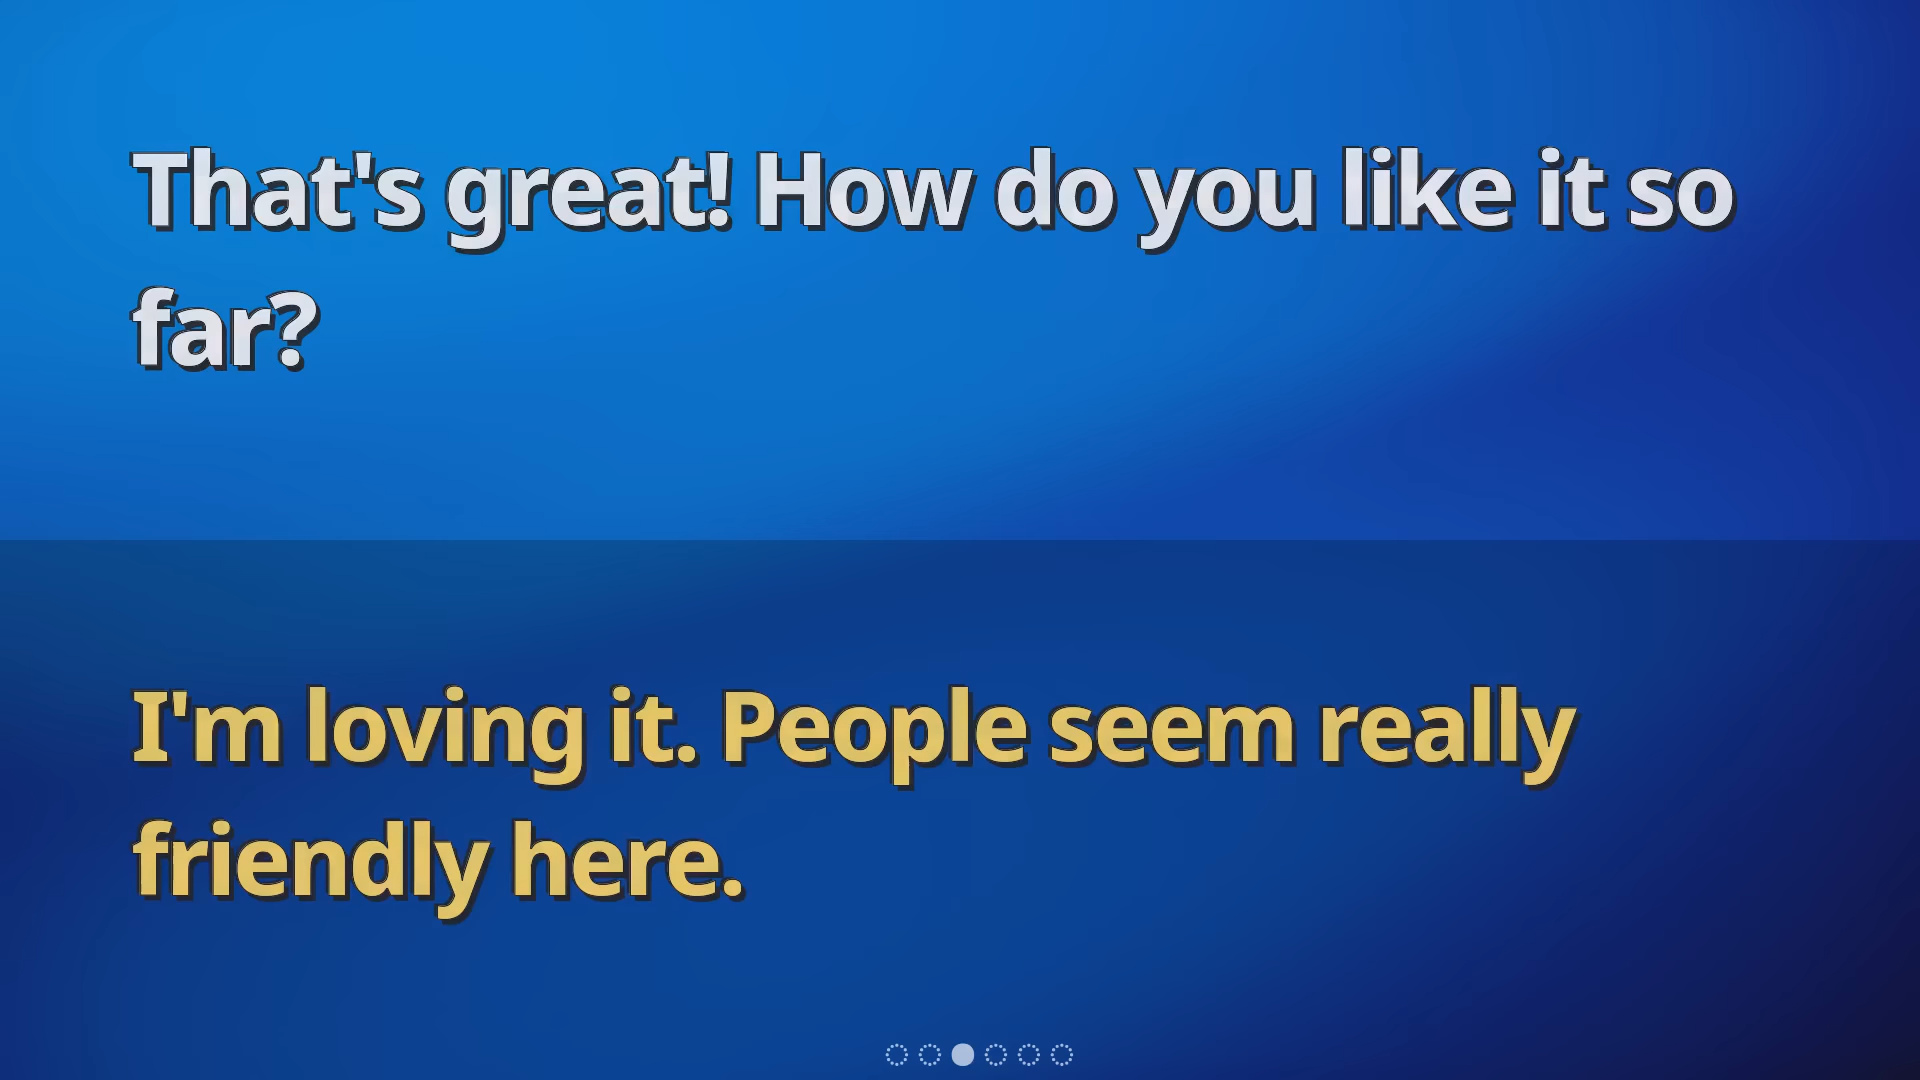 That's great! How do you like it so
far?
I'm loving it. People seem really
friendly here.